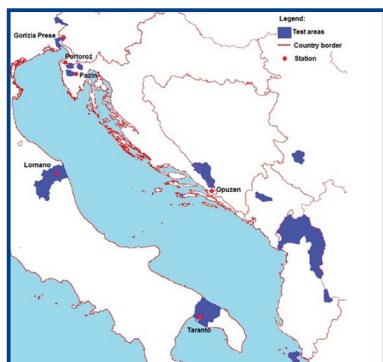 Legend:
Test areas
Country border
Station
Gorizia Prese
Portorož
Pazin
Lornano
Opuzen
Taranto